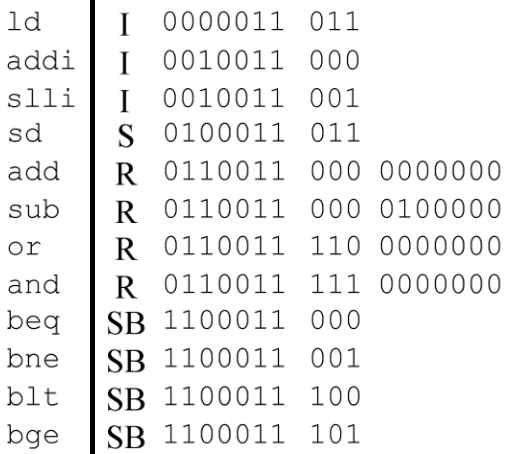 ld I 0000011 011
addi I 0010011 000
slli I 0010011 001
sd S 0100011 011
add R 0110011 000 0000000
sub R 0110011 000 0100000
or R 0110011 110 0000000
and R 0110011 111 0000000
beq SB 1100011 000
bne SB 1100011 001
blt SB 1100011 100
bge SB 1100011 101